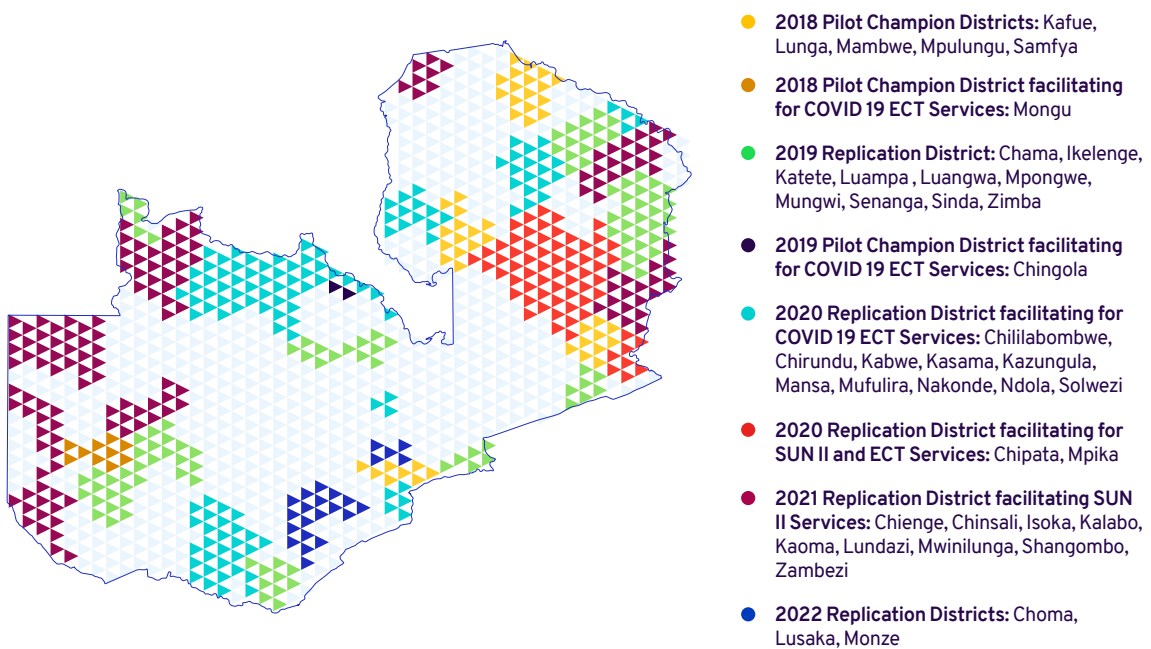 2018 Pilot Champion Districts: Kafue,
Lunga, Mambwe, Mpulungu, Samfya
2018 Pilot Champion District facilitating
for COVID 19 ECT Services: Mongu
2019 Replication District: Chama, Ikelenge,
Katete, Luampa , Luangwa, Mpongwe,
Mungwi, Senanga, Sinda, Zimba
2019 Pilot Champion District facilitating
for COVID 19 ECT Services: Chingola
2020 Replication District facilitating for
COVID 19 ECT Services: Chililabombwe,
Chirundu, Kabwe, Kasama, Kazungula,
Mansa, Mufulira, Nakonde, Ndola, Solwezi
2020 Replication District facilitating for
SUN II and ECT Services: Chipata, Mpika
2021 Replication District facilitating SUN
II Services: Chienge, Chinsali, Isoka, Kalabo,
Kaoma, Lundazi, Mwinilunga, Shangombo,
Zambezi
2022 Replication Districts: Choma,
Lusaka, Monze